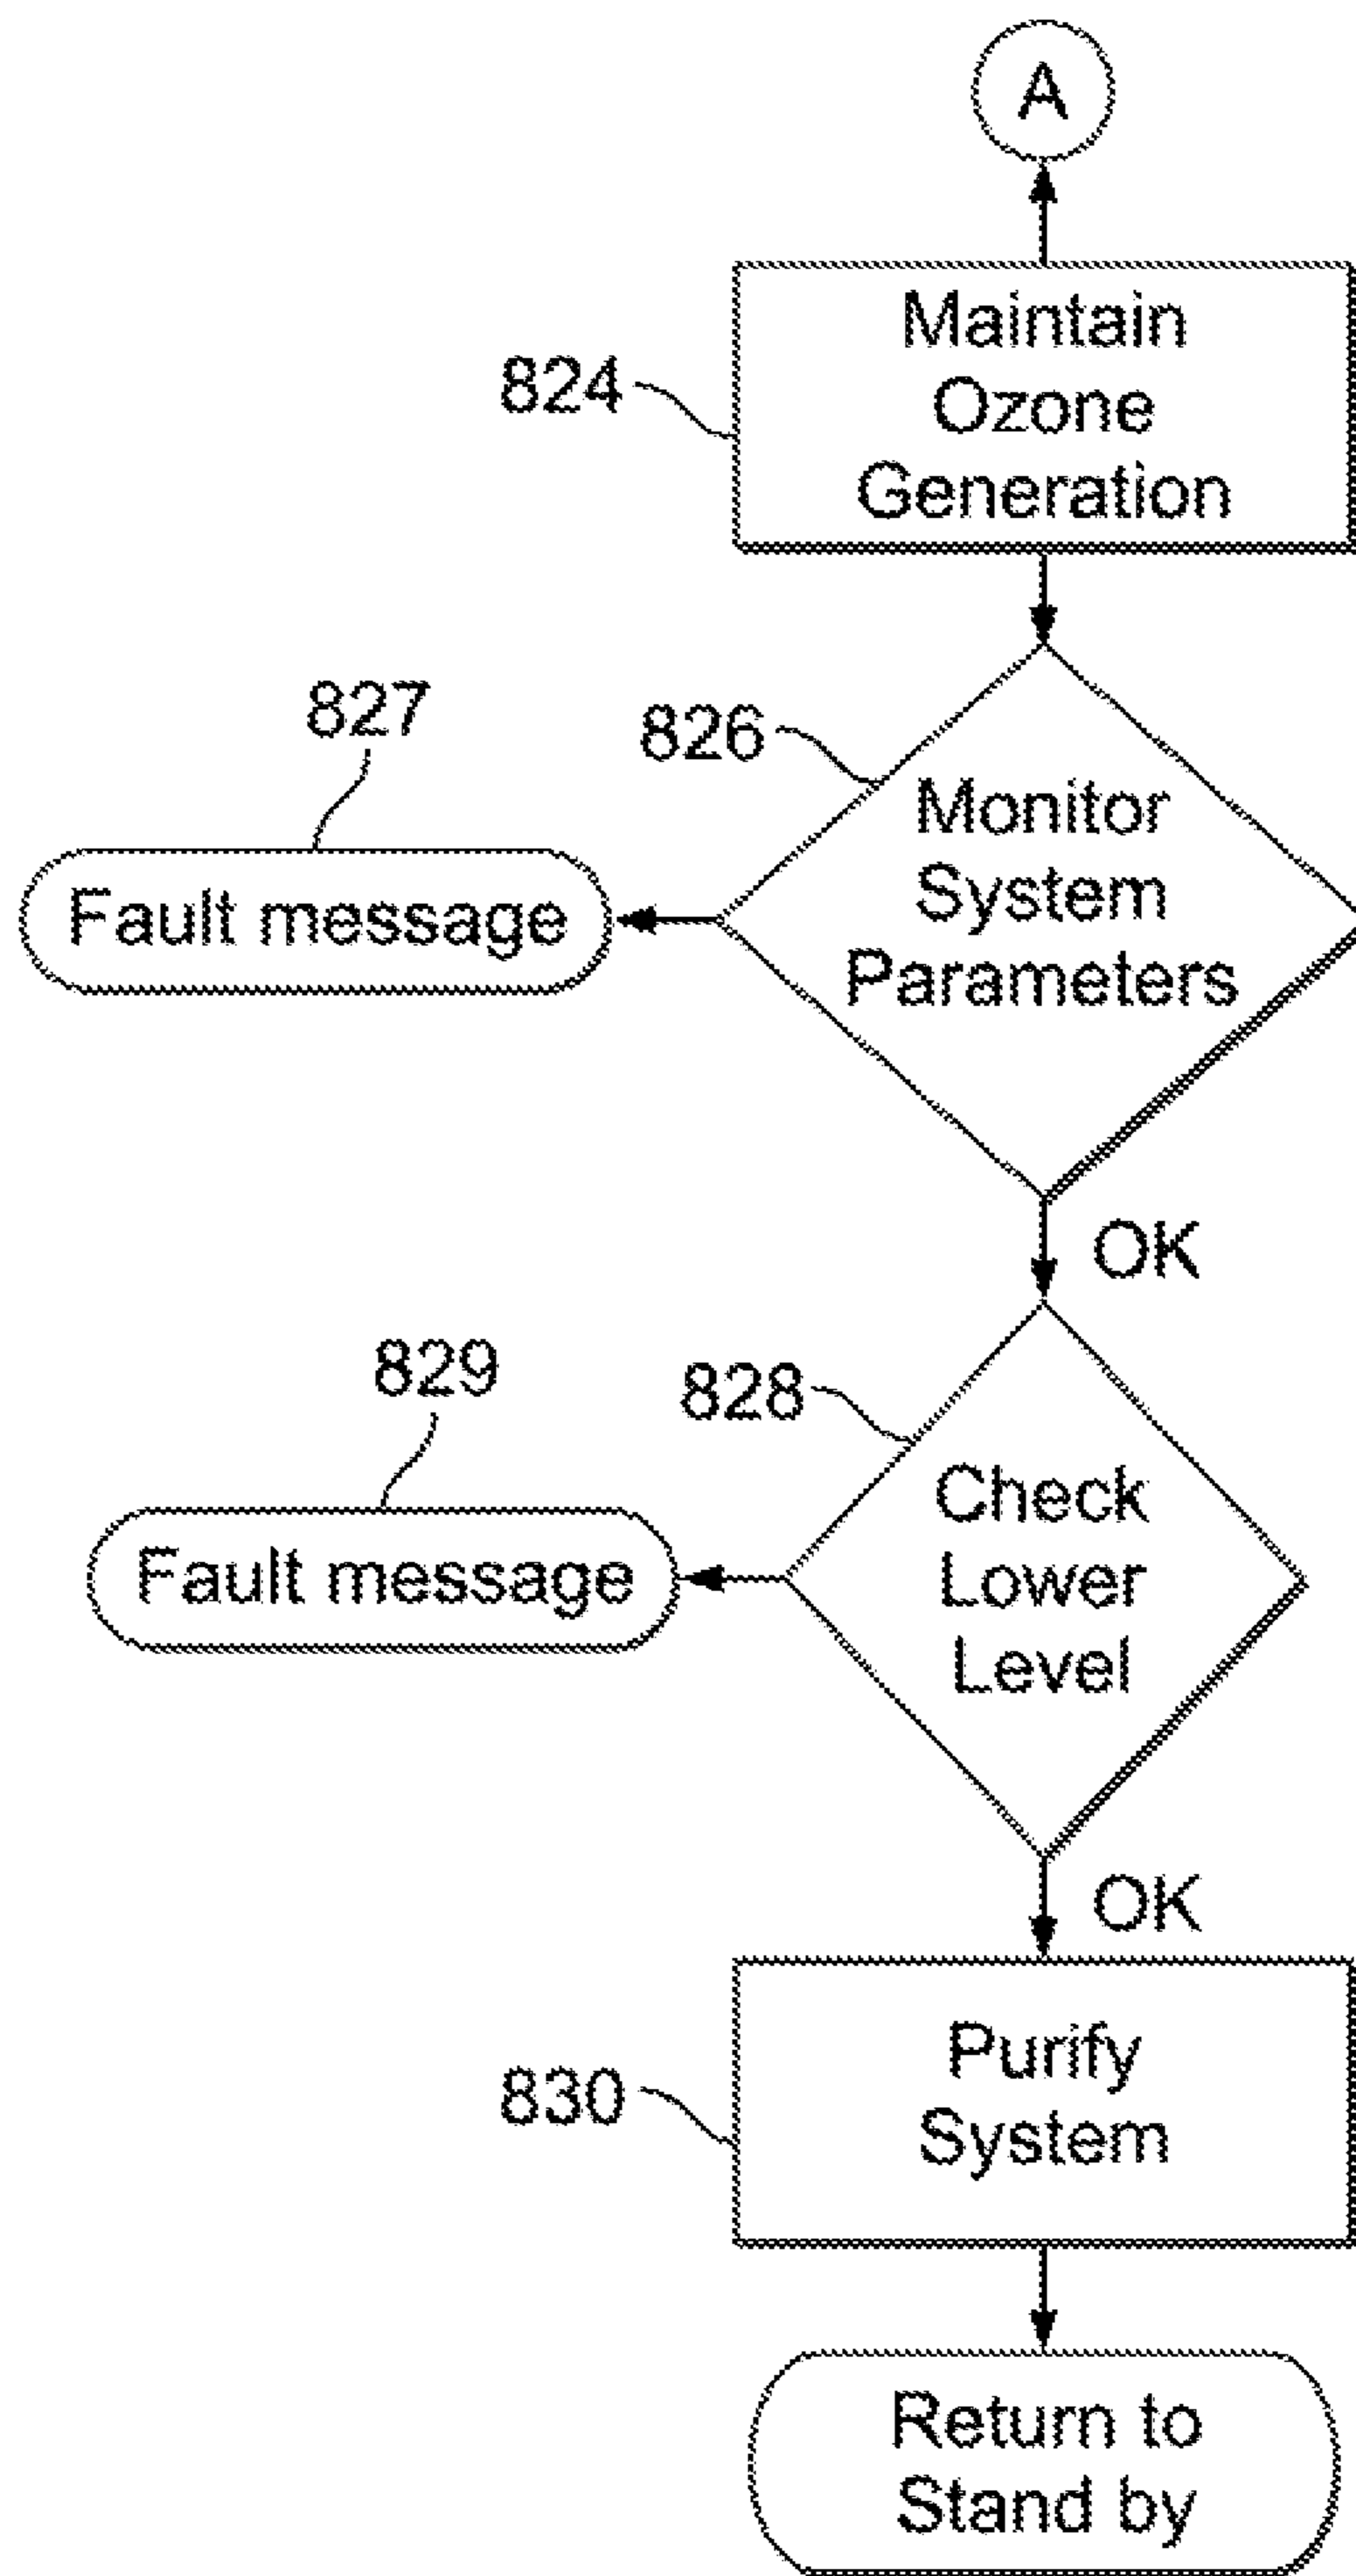 A
Maintain
Ozone
Generation
824
826
827
Monitor
System
Parameters
Fault message
OK
829
828
Check
Lower
Level
Fault message
OK
Purify
System
830
Return to
Stand by